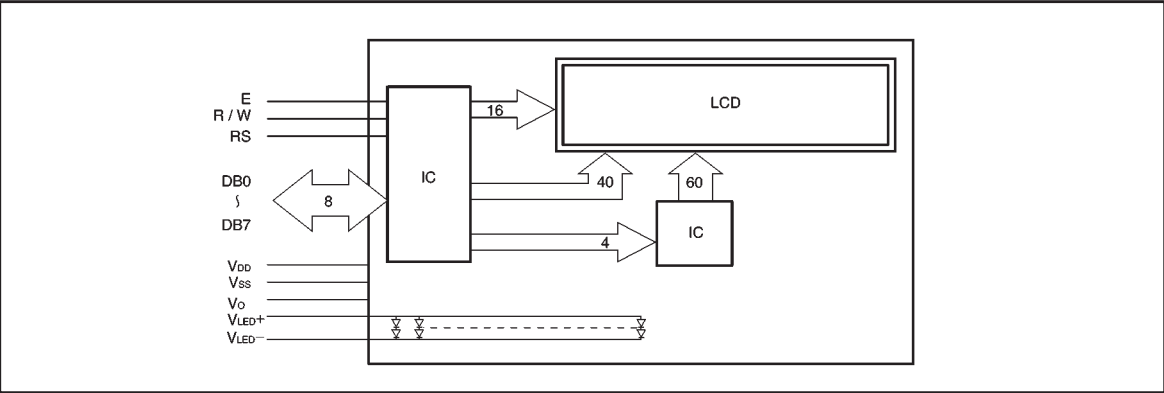 E
R / W
RS
DB0
~
DB7
8
IC
16
LCD
40
60
4
IC
VDD
VSS
VO
VLED+
VLED−